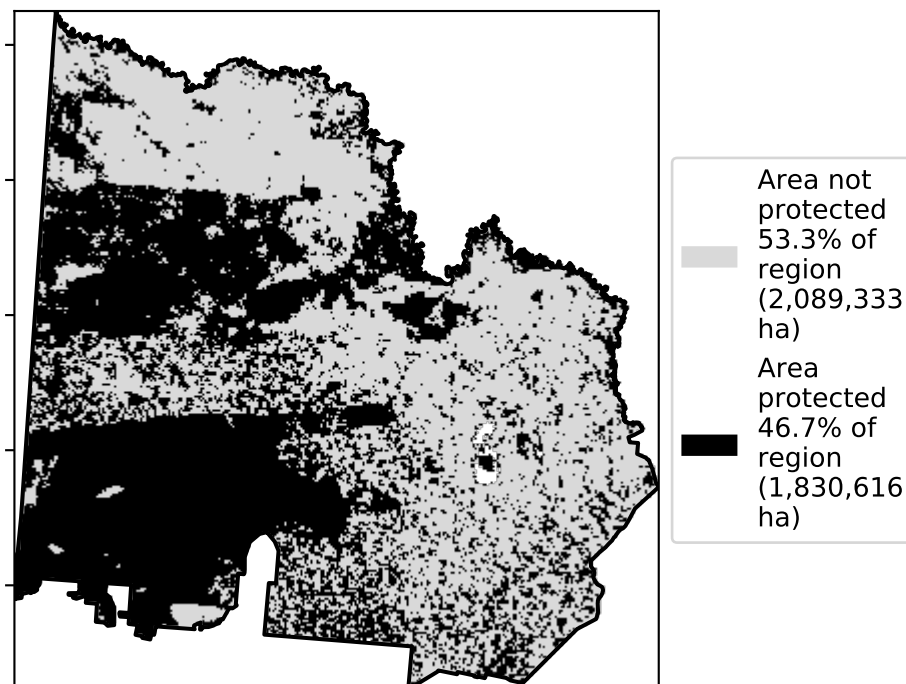 Area not
protected
53.3% of
region
(2,089,333
ha)
Area
protected
46.7% of
region
(1,830,616
ha)